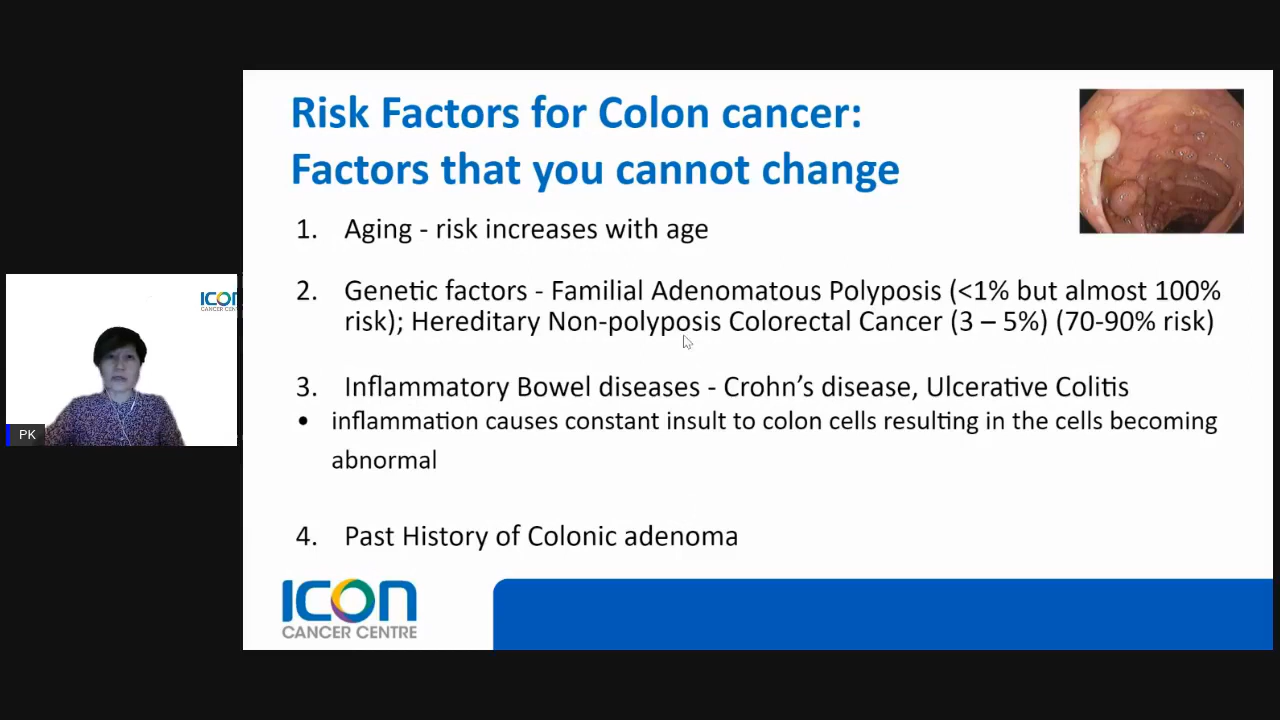 Risk Factors for Colon cancer:
Factors that you cannot change
1. Aging - risk increases with age
2. Genetic factors - Familial Adenomatous Polyposis (<1% but almost 100%
risk); Hereditary Non-polyposis Colorectal Cancer (3 – 5%) (70-90% risk)
3. Inflammatory Bowel diseases - Crohn's disease, Ulcerative Colitis
• inflammation causes constant insult to colon cells resulting in the cells becoming
abnormal
4. Past History of Colonic adenoma
ICON
CANCER CENTRE
ICO
CANCER CEN
PK